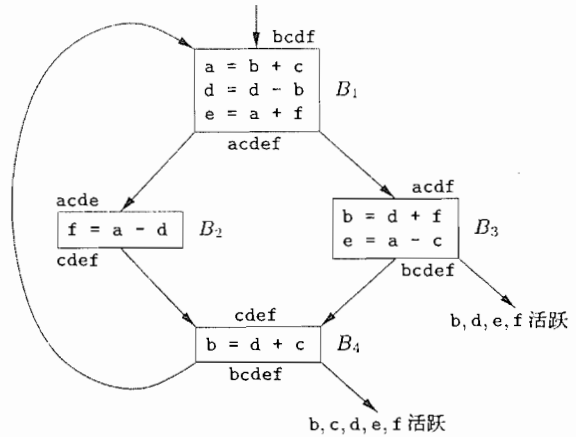 bcdf
a = b + c
d = d - b
e = a + f
B1
acdef
acde
f = a - d
B2
cdef
acdf
b = d + f
e = a - c
B3
bcdef
b, d, e, f 活跃
cdef
b = d + c
B4
bcdef
b, c, d, e, f 活跃